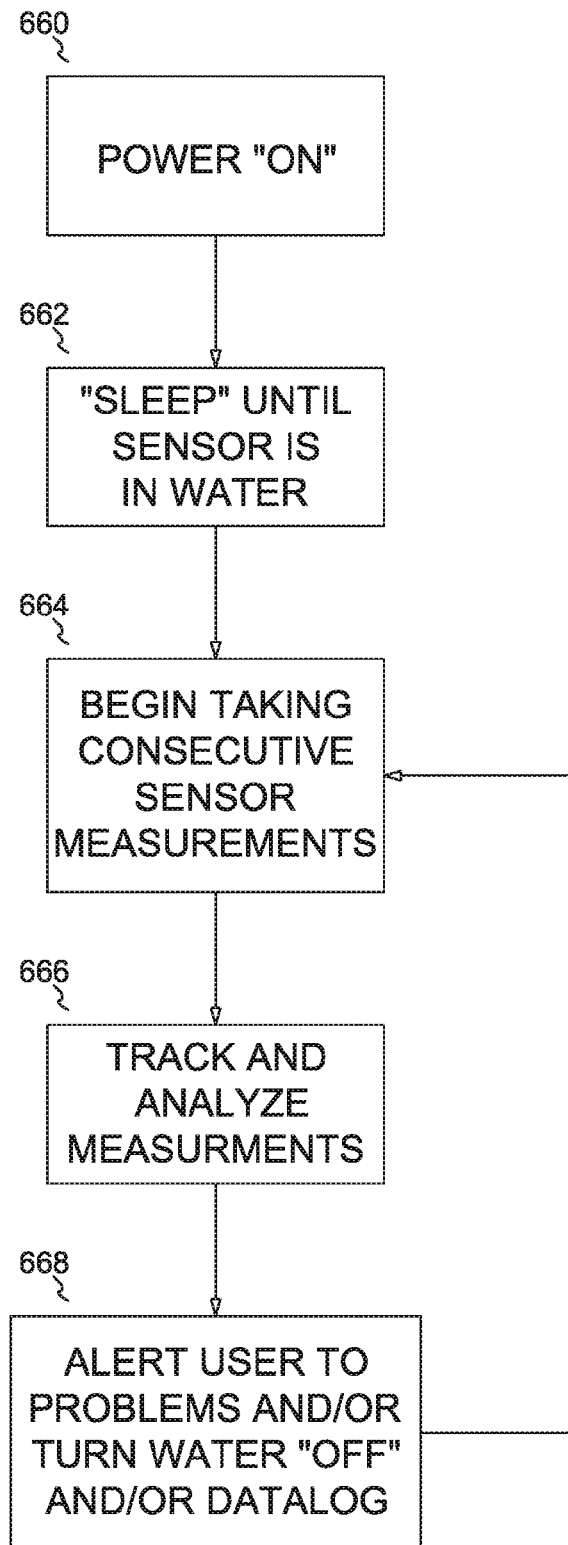 660
POWER "ON"
662
"SLEEP" UNTIL
SENSOR IS
IN WATER
664
BEGIN TAKING
CONSECUTIVE
SENSOR
MEASUREMENTS
666
TRACK AND
ANALYZE
MEASURMENTS
668
ALERT USER TO
PROBLEMS AND/OR
TURN WATER "OFF"
AND/OR DATALOG